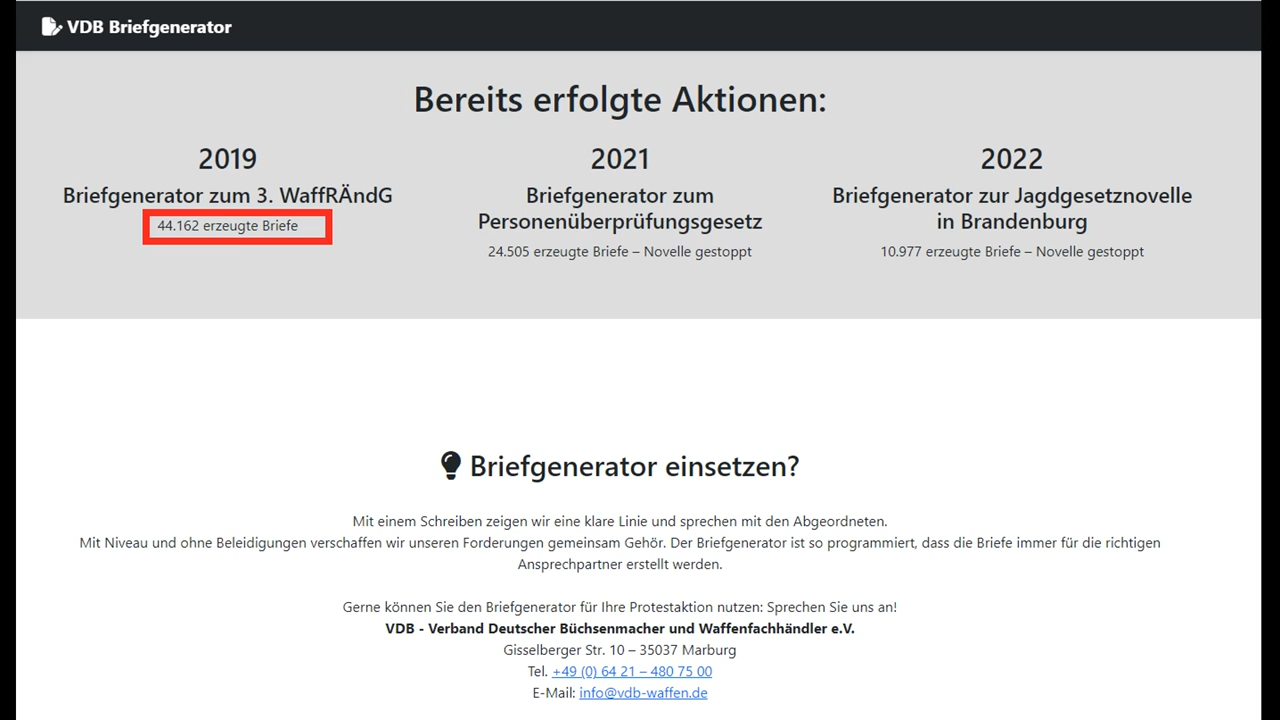 VDB Briefgenerator
Bereits erfolgte Aktionen:
2019
Briefgenerator zum 3. WaffRÄndG
44.162 erzeugte Briefe
2021
Briefgenerator zum
Personenüberprüfungsgesetz
24.505 erzeugte Briefe – Novelle gestoppt
2022
Briefgenerator zur Jagdgesetznovelle
in Brandenburg
10.977 erzeugte Briefe – Novelle gestoppt
Briefgenerator einsetzen?
Mit einem Schreiben zeigen wir eine klare Linie und sprechen mit den Abgeordneten.
Mit Niveau und ohne Beleidigungen verschaffen wir unseren Forderungen gemeinsam Gehör. Der Briefgenerator ist so programmiert, dass die Briefe immer für die richtigen
Ansprechpartner erstellt werden.
Gerne können Sie den Briefgenerator für Ihre Protestaktion nutzen: Sprechen Sie uns an!
VDB - Verband Deutscher Büchsenmacher und Waffenfachhändler e.V.
Gisselberger Str. 10 – 35037 Marburg
Tel. +49 (0) 64 21 – 480 75 00
E-Mail: info@vdb-waffen.de